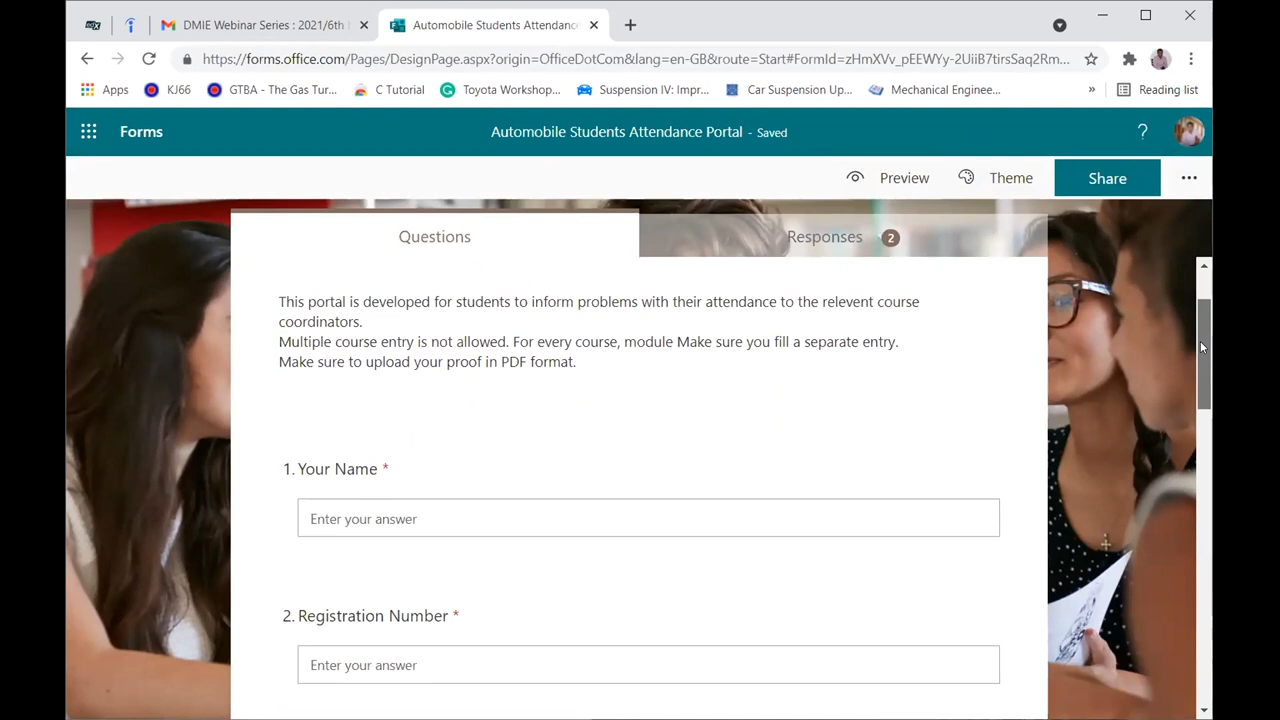 DMIE Webinar Series : 2021/6th
Automobile Students Attendance
https://forms.office.com/Pages/DesignPage.aspx?origin=OfficeDotCom&lang=en-GB&route=Start#FormId=zHmXVv_pEEWYy-2UiiB7tirsSaq2Rm...
Apps KJ66 GTBA - The Gas Tur... C Tutorial Toyota Workshop... Suspension IV: Impr... Car Suspension Up... Mechanical Enginee... » Reading list
Forms Automobile Students Attendance Portal - Saved ?
Preview Theme Share ...
Questions Responses 2
This portal is developed for students to inform problems with their attendance to the relevent course
coordinators.
Multiple course entry is not allowed. For every course, module Make sure you fill a separate entry.
Make sure to upload your proof in PDF format.
1. Your Name *
Enter your answer
2. Registration Number *
Enter your answer